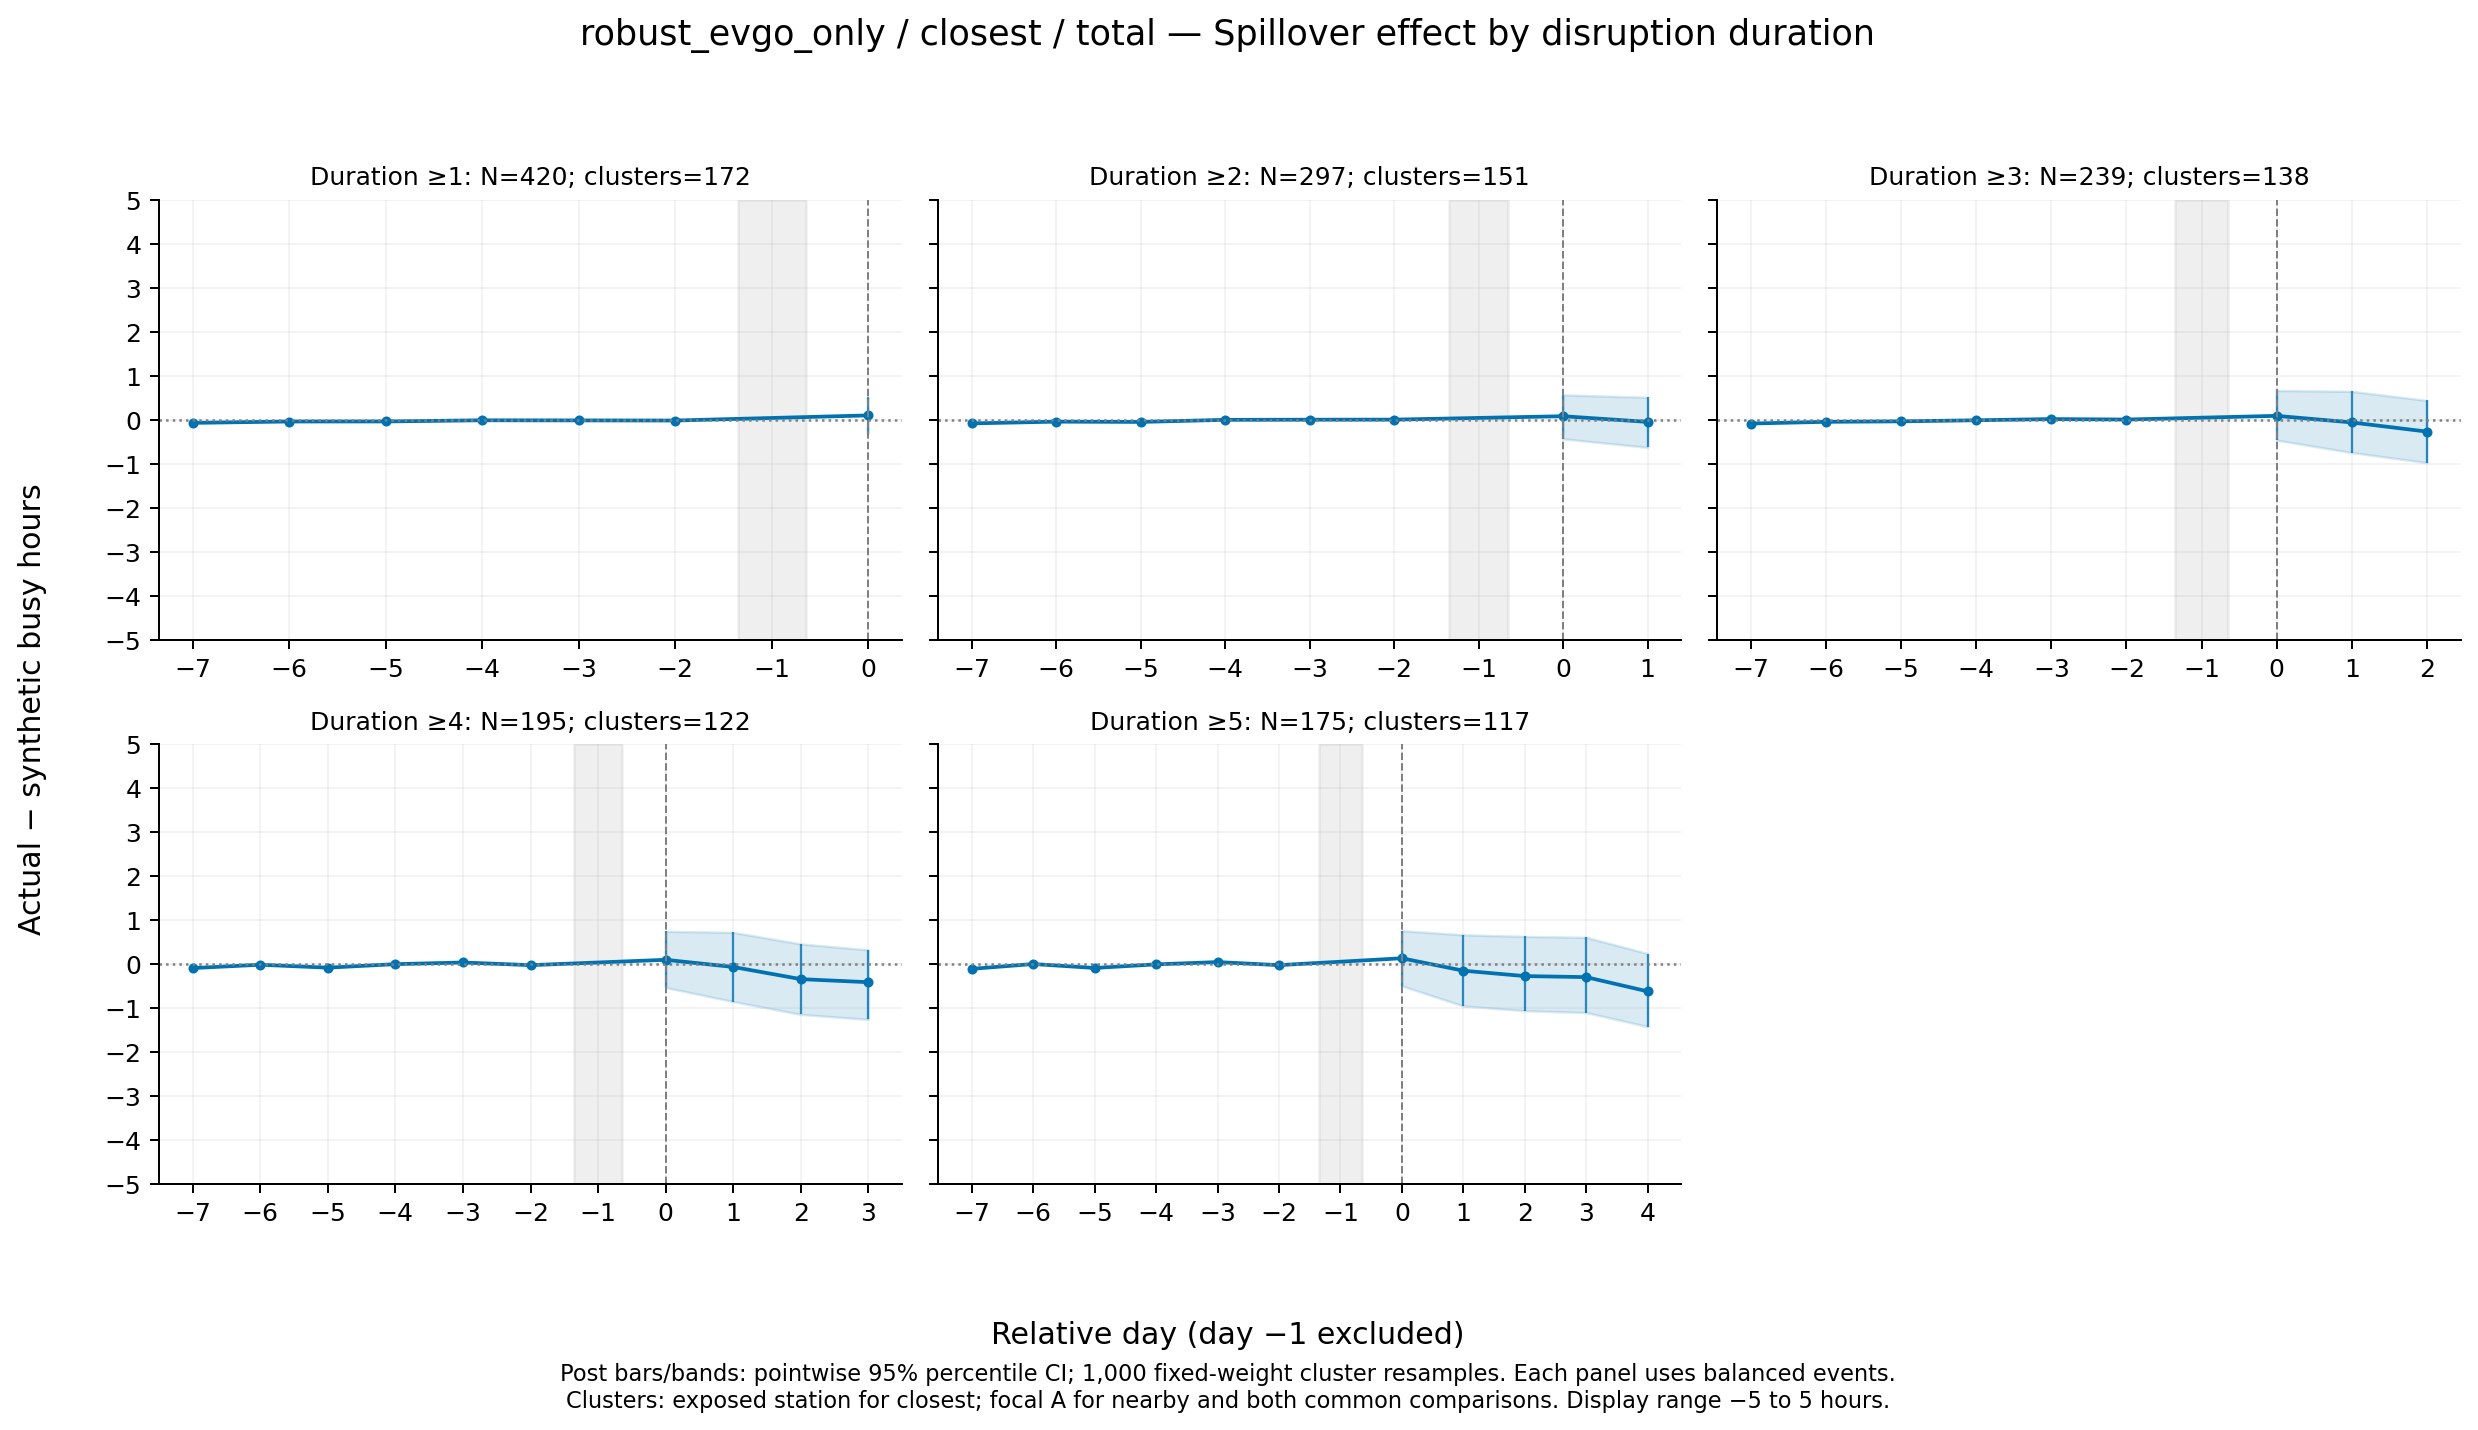 robust_evgo_only / closest / total — Spillover effect by disruption duration
Duration ≥1: N=420; clusters=172
Duration ≥2: N=297; clusters=151
Duration ≥3: N=239; clusters=138
5
4
3
2
1
0
−1
−2
−3
−4
−5
−7 −6 −5 −4 −3 −2 −1 0
−7 −6 −5 −4 −3 −2 −1 0 1
−7 −6 −5 −4 −3 −2 −1 0 1 2
Actual − synthetic busy hours
Duration ≥4: N=195; clusters=122
Duration ≥5: N=175; clusters=117
5
4
3
2
1
0
−1
−2
−3
−4
−5
−7 −6 −5 −4 −3 −2 −1 0 1 2 3
−7 −6 −5 −4 −3 −2 −1 0 1 2 3 4
Relative day (day −1 excluded)
Post bars/bands: pointwise 95% percentile CI; 1,000 fixed-weight cluster resamples. Each panel uses balanced events.
Clusters: exposed station for closest; focal A for nearby and both common comparisons. Display range −5 to 5 hours.